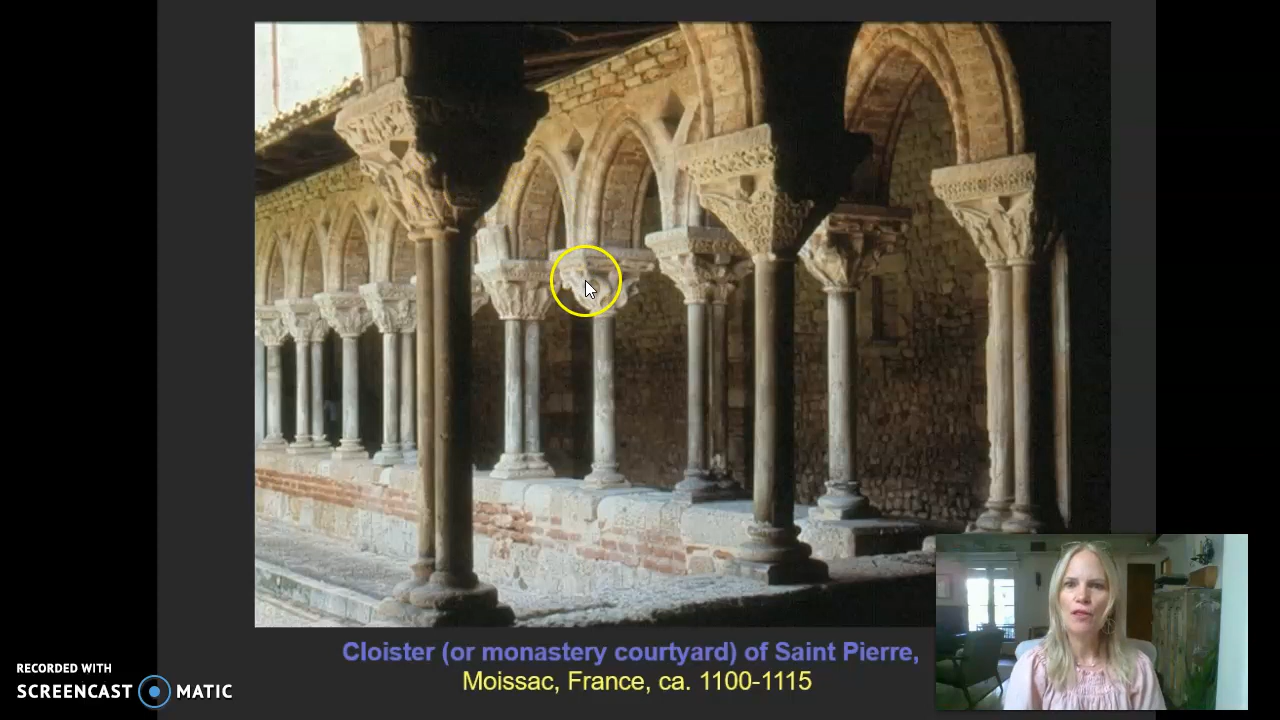 Cloister (or monastery courtyard) of Saint Pierre,
Moissac, France, ca. 1100-1115
RECORDED WITH
SCREENCAST MATIC